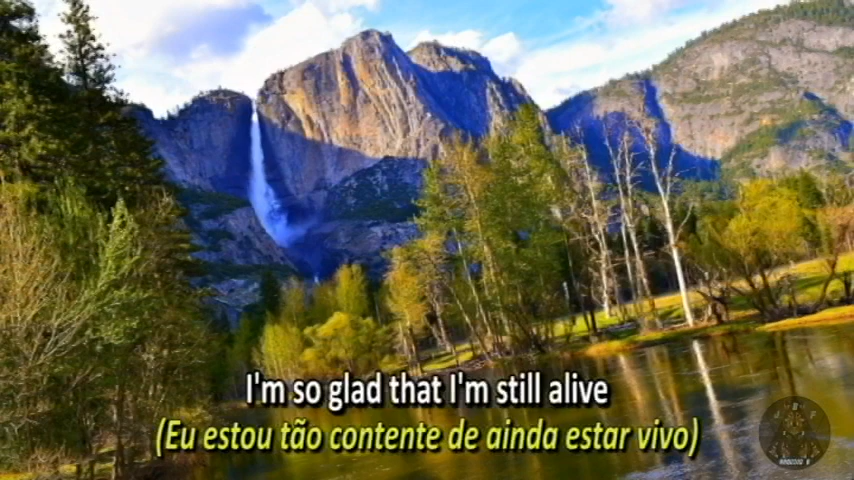 I'm so glad that I'm still alive
(Eu estou tão contente de ainda estar vivo)